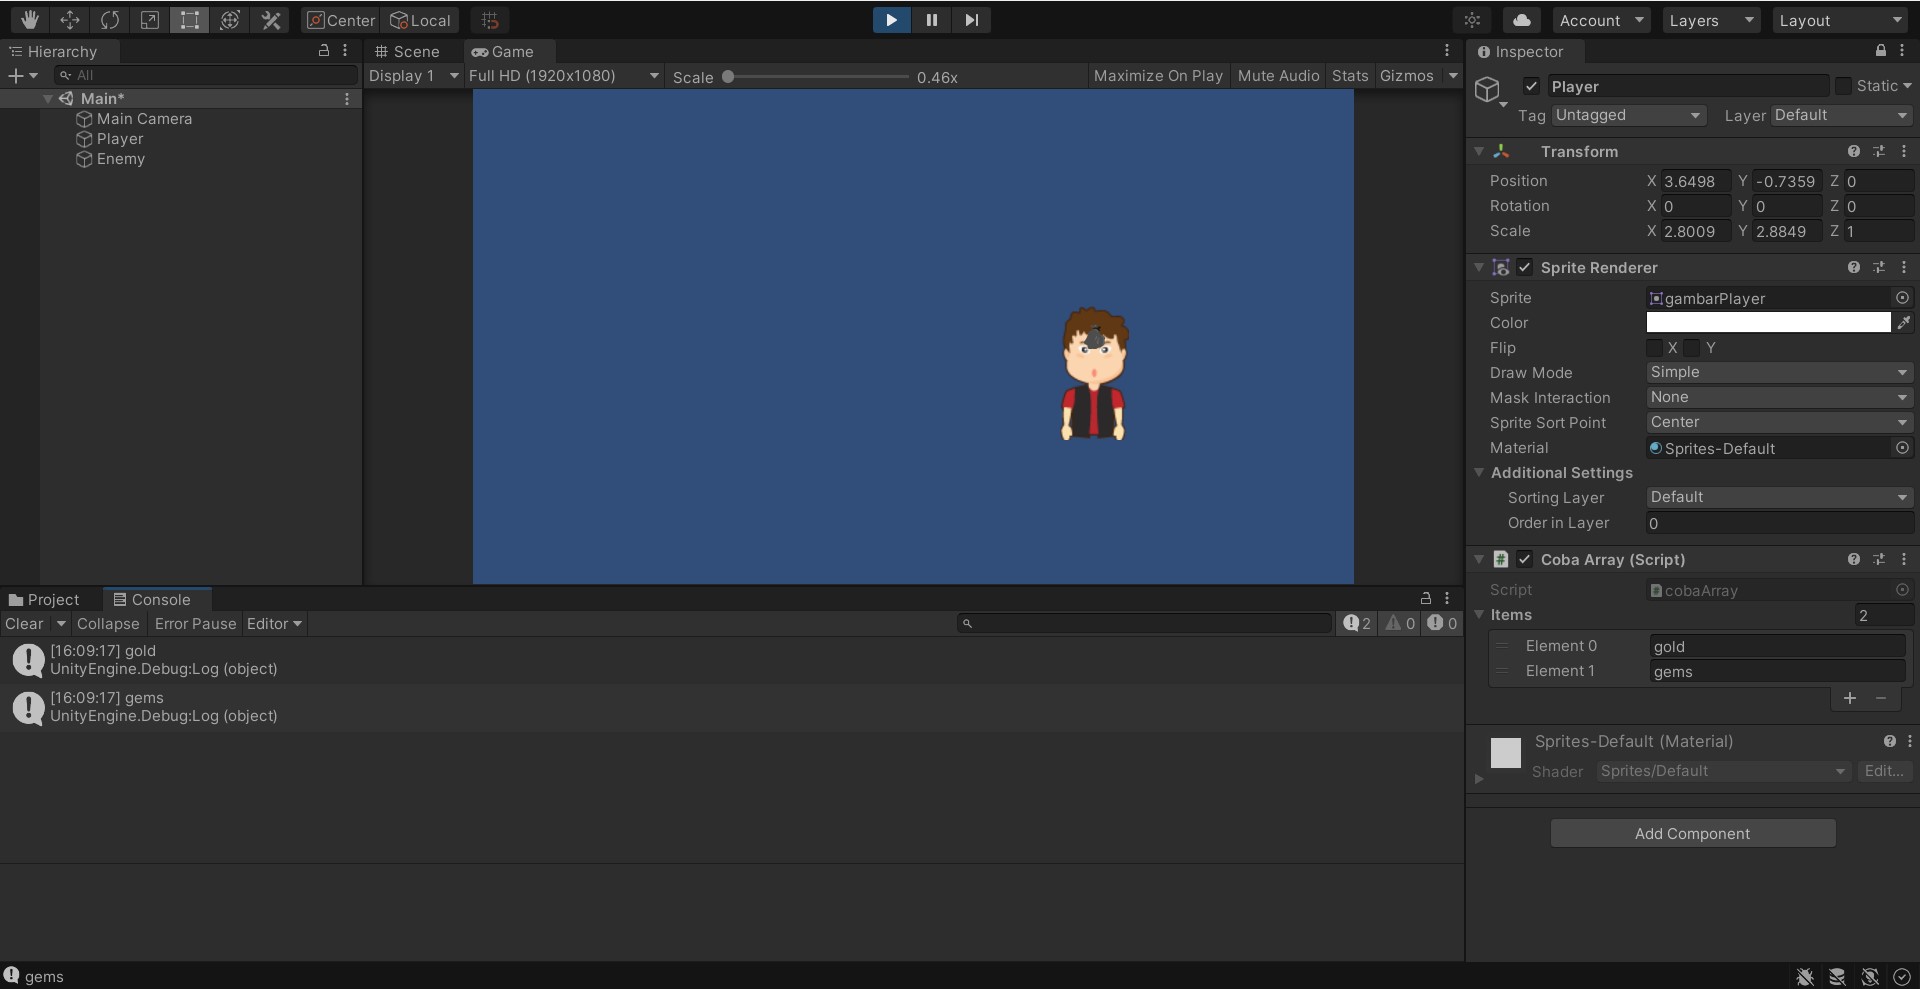 Center
Local
Account
Layers
Layout
Hierarchy
All
Main*
Main Camera
Player
Enemy
Scene
Game
Display 1
Full HD (1920x1080)
Scale
0.46x
Maximize On Play
Mute Audio
Stats
Gizmos
Project
Console
Clear
Collapse
Error Pause
Editor
2
0
0
[16:09:17] gold
UnityEngine.Debug:Log (object)
[16:09:17] gems
UnityEngine.Debug:Log (object)
gems
Inspector
Player
Static
Tag Untagged
Layer Default
Transform
Position X 3.6498 Y -0.7359 Z 0
Rotation X 0 Y 0 Z 0
Scale X 2.8009 Y 2.8849 Z 1
Sprite Renderer
Sprite gambarPlayer
Color
Flip X Y
Draw Mode Simple
Mask Interaction None
Sprite Sort Point Center
Material Sprites-Default
Additional Settings
Sorting Layer Default
Order in Layer 0
# Coba Array (Script)
Script cobaArray
Items 2
Element 0 gold
Element 1 gems
+ −
Sprites-Default (Material)
Shader Sprites/Default Edit...
Add Component